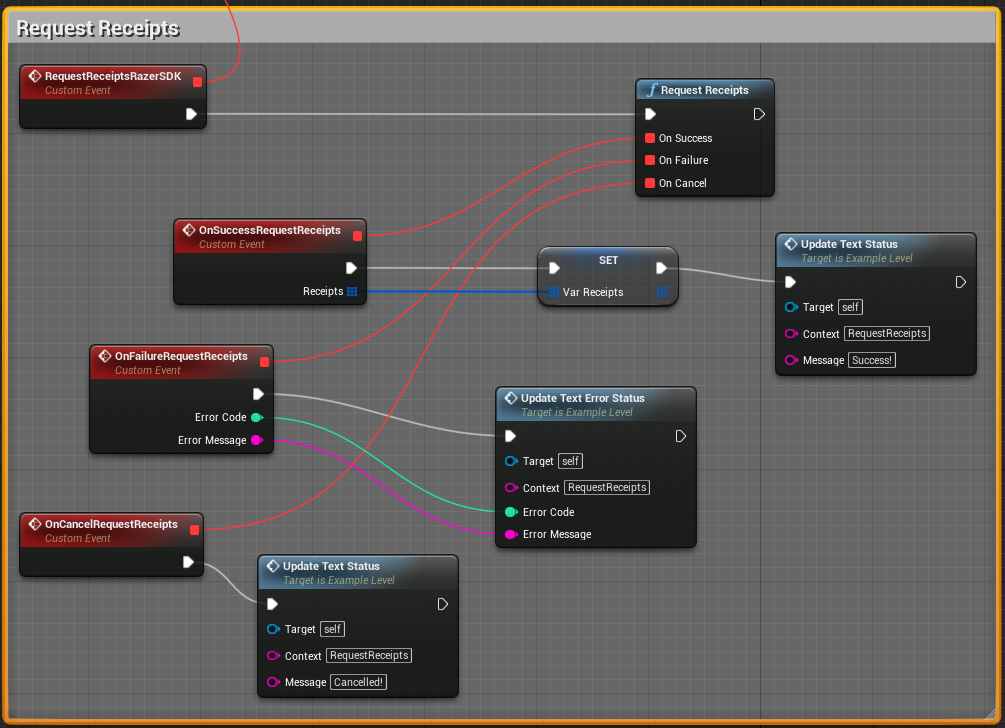 Request Receipts
RequestReceiptsRazerSDK
Custom Event
Request Receipts
On Success
On Failure
On Cancel
OnSuccessRequestReceipts
Custom Event
Receipts
SET
Var Receipts
Update Text Status
Target is Example Level
Target self
Context RequestReceipts
Message Success!
OnFailureRequestReceipts
Custom Event
Error Code
Error Message
Update Text Error Status
Target is Example Level
Target self
Context RequestReceipts
Error Code
Error Message
OnCancelRequestReceipts
Custom Event
Update Text Status
Target is Example Level
Target self
Context RequestReceipts
Message Cancelled!